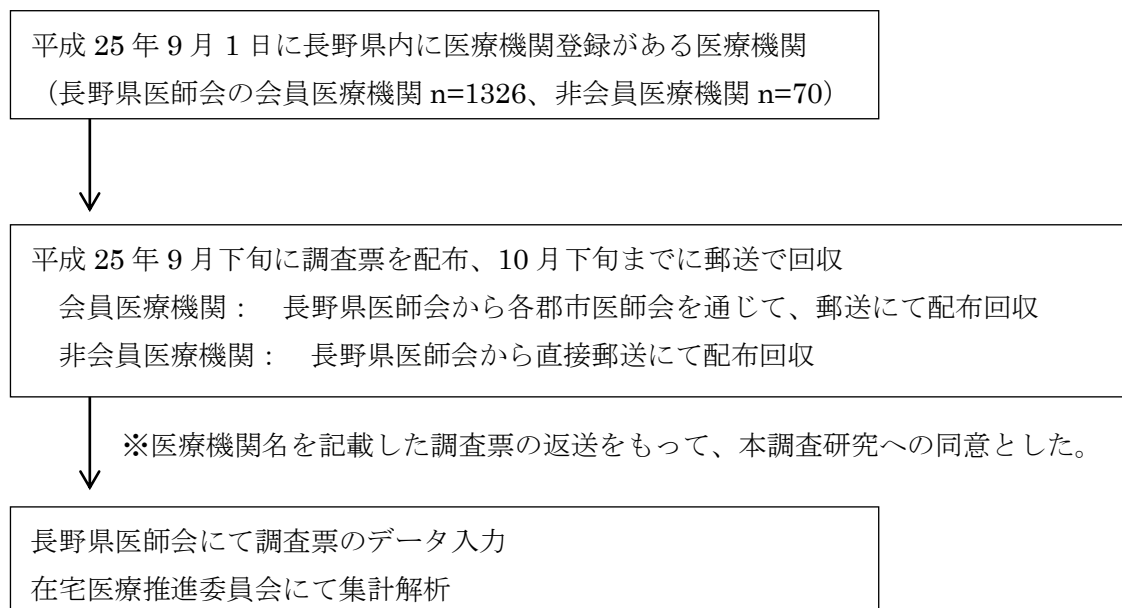 平成 25 年 9 月 1 日に長野県内に医療機関登録がある医療機関
（長野県医師会の会員医療機関 n=1326、非会員医療機関 n=70）
平成 25 年 9 月下旬に調査票を配布、10 月下旬までに郵送で回収
会員医療機関： 長野県医師会から各郡市医師会を通じて、郵送にて配布回収
非会員医療機関： 長野県医師会から直接郵送にて配布回収
※医療機関名を記載した調査票の返送をもって、本調査研究への同意とした。
長野県医師会にて調査票のデータ入力
在宅医療推進委員会にて集計解析